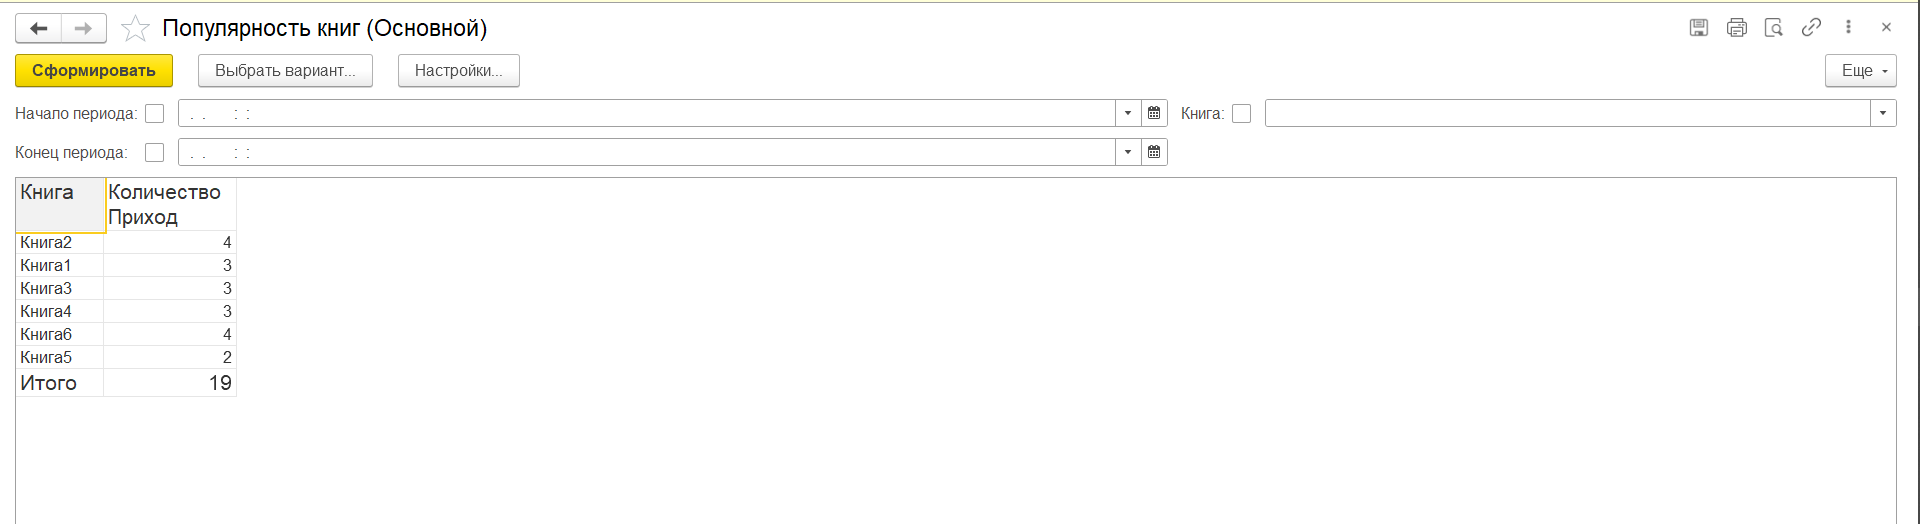 Популярность книг (Основной)
Сформировать
Выбрать вариант...
Настройки...
Еще
Начало периода:
. . : :
Книга:
Конец периода:
. . : :
Книга Количество
Приход
Книга2 4
Книга1 3
Книга3 3
Книга4 3
Книга6 4
Книга5 2
Итого 19